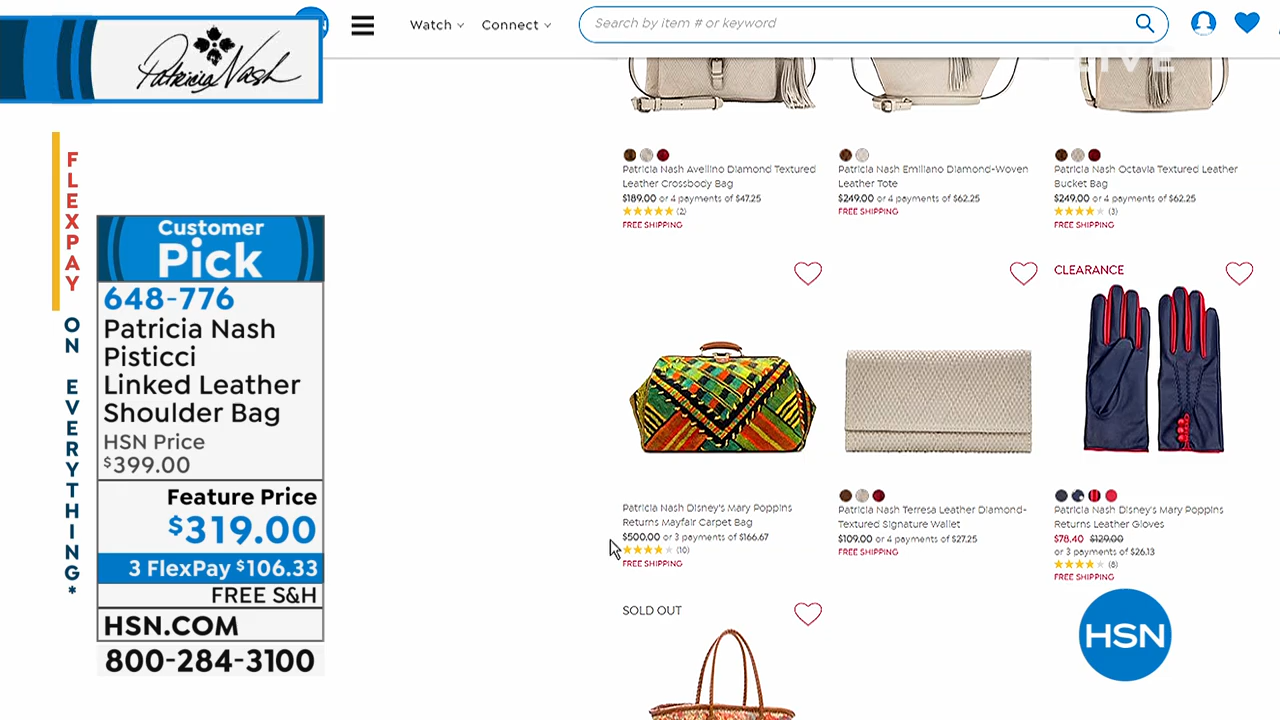 Patricia Nash
Watch
Connect
Search by item # or keyword
LIVE
FLEXPAY
ON EVERYTHING*
Customer
Pick
648-776
Patricia Nash
Pisticci
Linked Leather
Shoulder Bag
HSN Price
$399.00
Feature Price
$319.00
3 FlexPay $106.33
FREE S&H
HSN.COM
800-284-3100
Patricia Nash Avellino Diamond Textured
Leather Crossbody Bag
$189.00 or 4 payments of $47.25
(2)
FREE SHIPPING
Patricia Nash Emiliano Diamond-Woven
Leather Tote
$249.00 or 4 payments of $62.25
FREE SHIPPING
Patricia Nash Octavia Textured Leather
Bucket Bag
$249.00 or 4 payments of $62.25
(3)
FREE SHIPPING
Patricia Nash Disney's Mary Poppins
Returns Mayfair Carpet Bag
$500.00 or 3 payments of $166.67
(10)
FREE SHIPPING
Patricia Nash Terresa Leather Diamond-
Textured Signature Wallet
$109.00 or 4 payments of $27.25
FREE SHIPPING
CLEARANCE
Patricia Nash Disney's Mary Poppins
Returns Leather Gloves
$78.40 $129.00
or 3 payments of $26.13
(8)
FREE SHIPPING
SOLD OUT
HSN